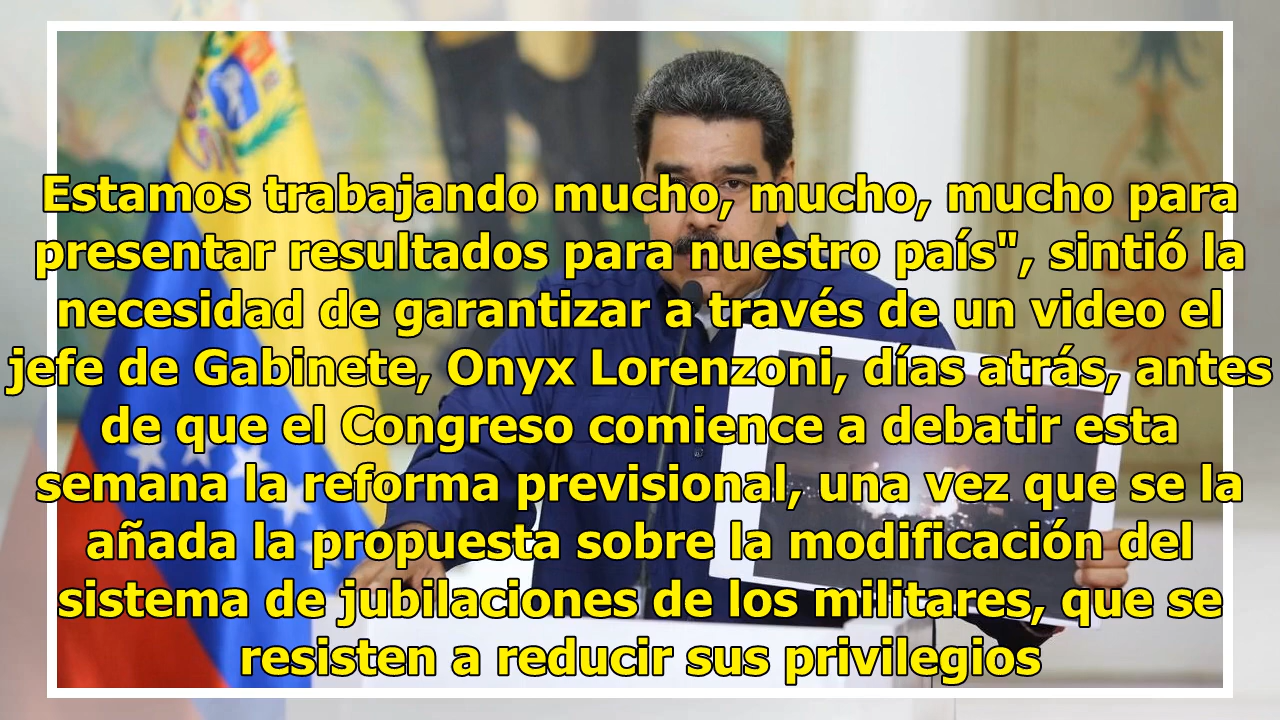 Estamos trabajando mucho, mucho, mucho para
presentar resultados para nuestro país", sintió la
necesidad de garantizar a través de un video el
jefe de Gabinete, Onyx Lorenzoni, días atrás, antes
de que el Congreso comience a debatir esta
semana la reforma previsional, una vez que se la
añada la propuesta sobre la modificación del
sistema de jubilaciones de los militares, que se
resisten a reducir sus privilegios